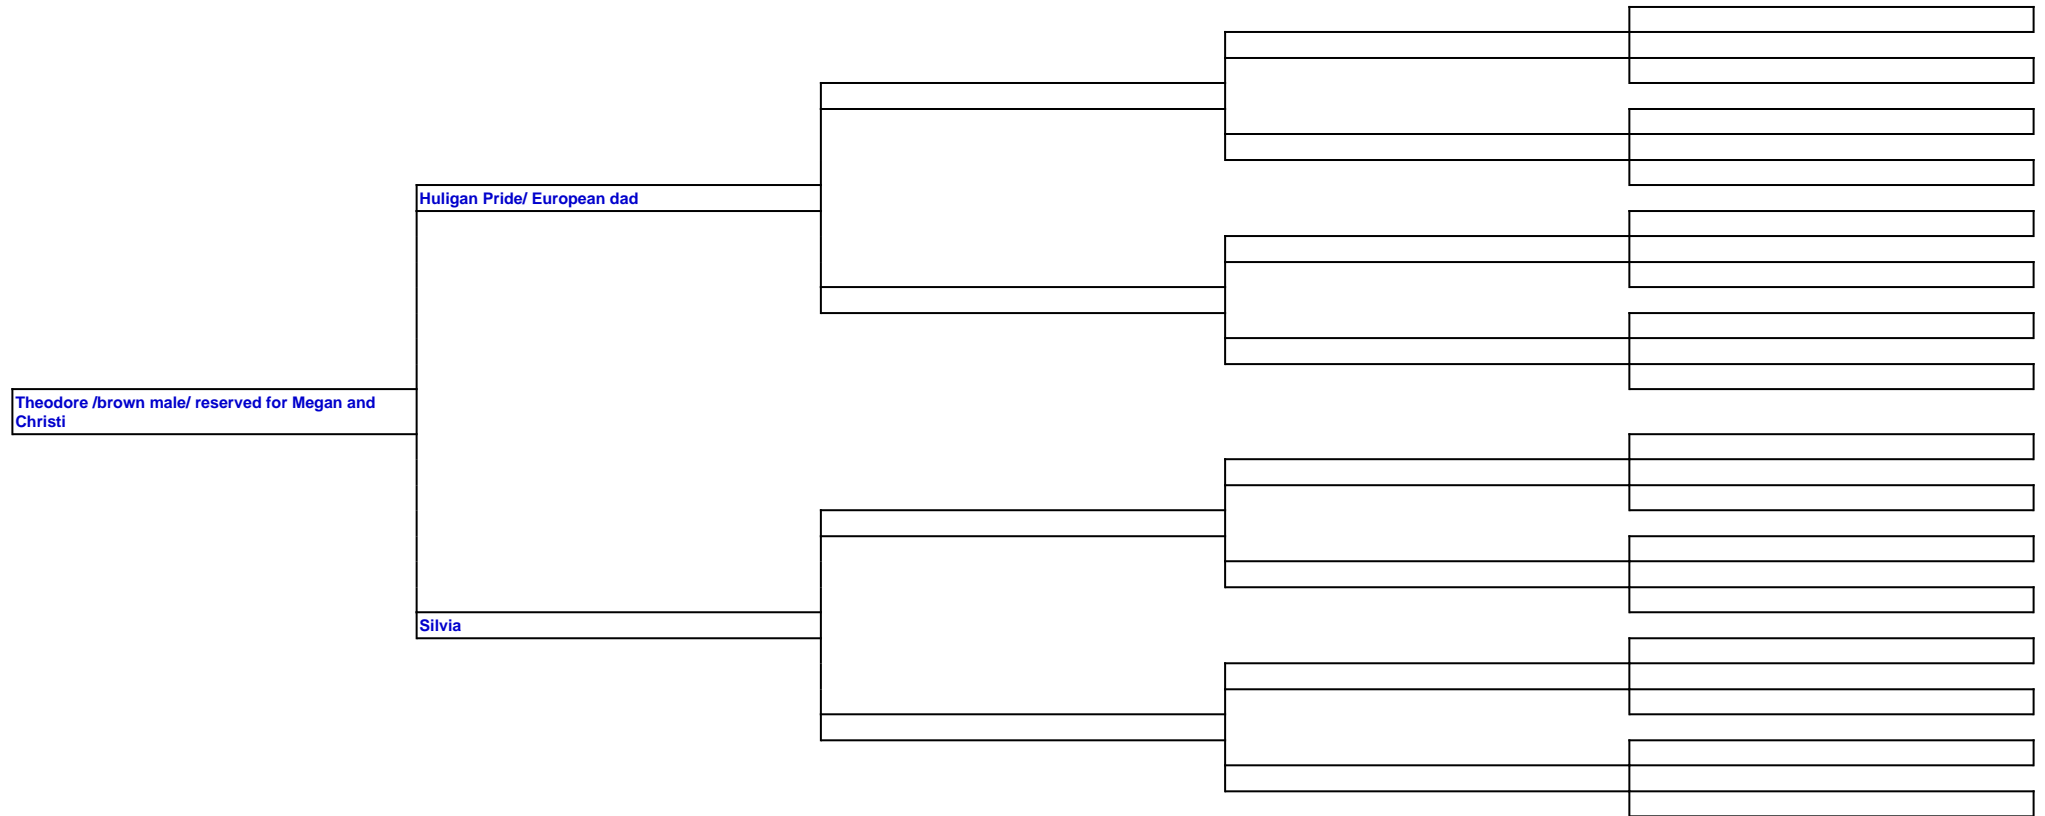 Huligan Pride/ European dad
Theodore /brown male/ reserved for Megan and
Christi
Silvia